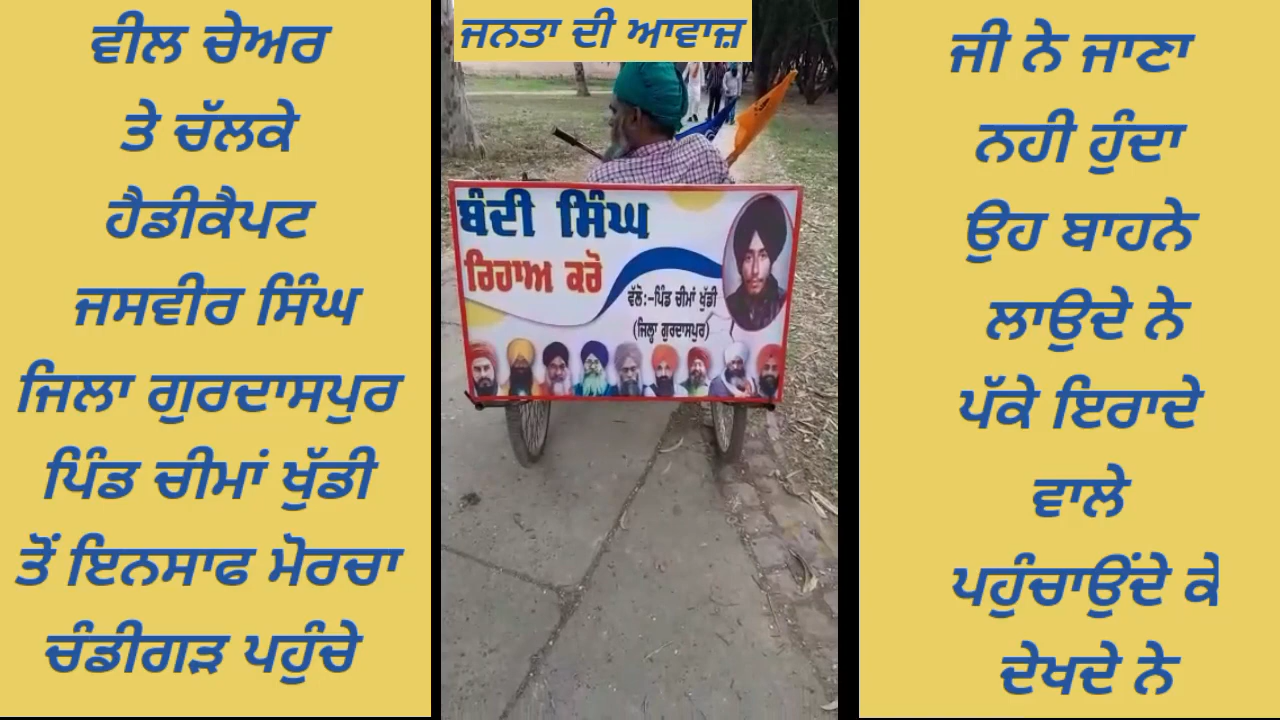 ਵੀਲ ਚੇਅਰ
ਤੇ ਚੱਲਕੇ
ਹੈਡੀਕੈਪਟ
ਜਸਵੀਰ ਸਿੰਘ
ਜਿਲਾ ਗੁਰਦਾਸਪੁਰ
ਪਿੰਡ ਚੀਮਾਂ ਖੁੱਡੀ
ਤੋਂ ਇਨਸਾਫ ਮੋਰਚਾ
ਚੰਡੀਗੜ ਪਹੁੰਚੇ
ਜਨਤਾ ਦੀ ਆਵਾਜ਼
ਬੰਦੀ ਸਿੰਘ
ਰਿਹਾਅ ਕਰੋ
ਵੱਲੋ:-ਪਿੰਡ ਚੀਮਾਂ ਖੁੱਡੀ
(ਜਿਲ੍ਹਾ ਗੁਰਦਾਸਪੁਰ)
ਜੀ ਨੇ ਜਾਣਾ
ਨਹੀ ਹੁੰਦਾ
ਉਹ ਬਾਹਨੇ
ਲਾਉਦੇ ਨੇ
ਪੱਕੇ ਇਰਾਦੇ
ਵਾਲੇ
ਪਹੁੰਚਾਉਂਦੇ ਕੇ
ਦੇਖਦੇ ਨੇ